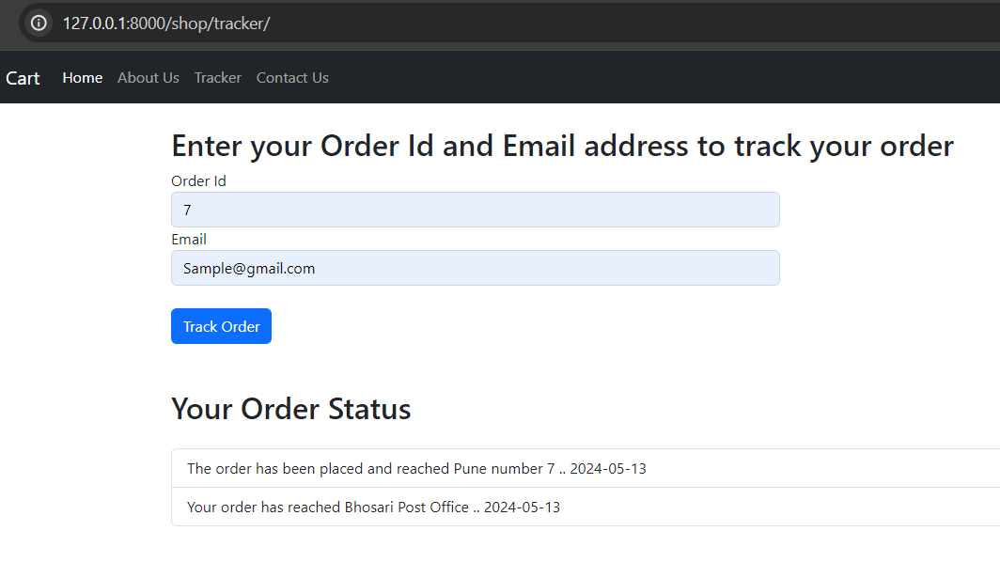 127.0.0.1:8000/shop/tracker/
Cart Home About Us Tracker Contact Us
Enter your Order Id and Email address to track your order
Order Id
7
Email
Sample@gmail.com
Track Order
Your Order Status
The order has been placed and reached Pune number 7 .. 2024-05-13
Your order has reached Bhosari Post Office .. 2024-05-13